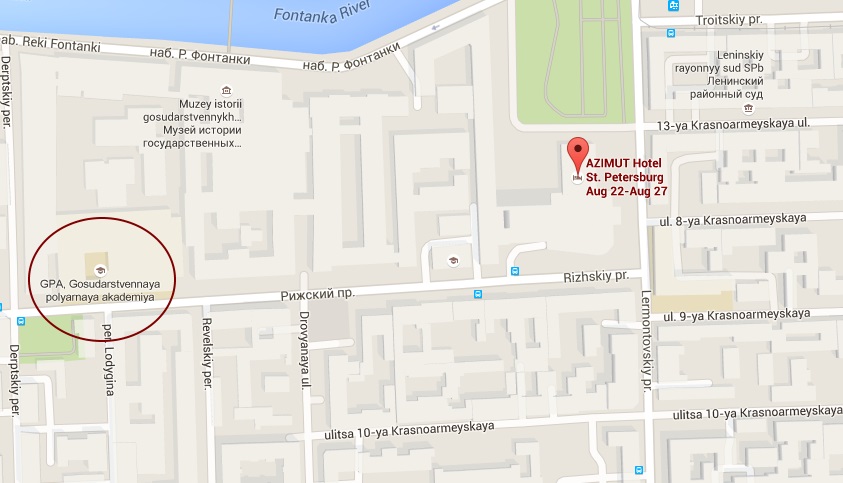 Fontanka River
Troitskiy pr.
nab. Reki Fontanki
наб. Р. Фонтанки
наб. Р. Фонтанки
Derptskiy per.
Leninskiy
rayonnyy sud SPb
Ленинский
районный суд
Muzey istorii
gosudarstvennykh...
Музей истории
государственных...
13-ya Krasnoarmeyskaya ul.
AZIMUT Hotel
St. Petersburg
Aug 22-Aug 27
ul. 8-ya Krasnoarmeyskaya
GPA, Gosudarstvennaya
polyarnaya akademiya
Рижский пр.
Rizhskiy pr.
Lermontovskiy pr.
ul. 9-ya Krasnoarmeyskaya
Derptskiy per.
per. Lodygina
Revelskiy per.
Drovyanaya ul.
ulitsa 10-ya Krasnoarmeyskaya
ulitsa 10-ya Krasnoarmeyskaya